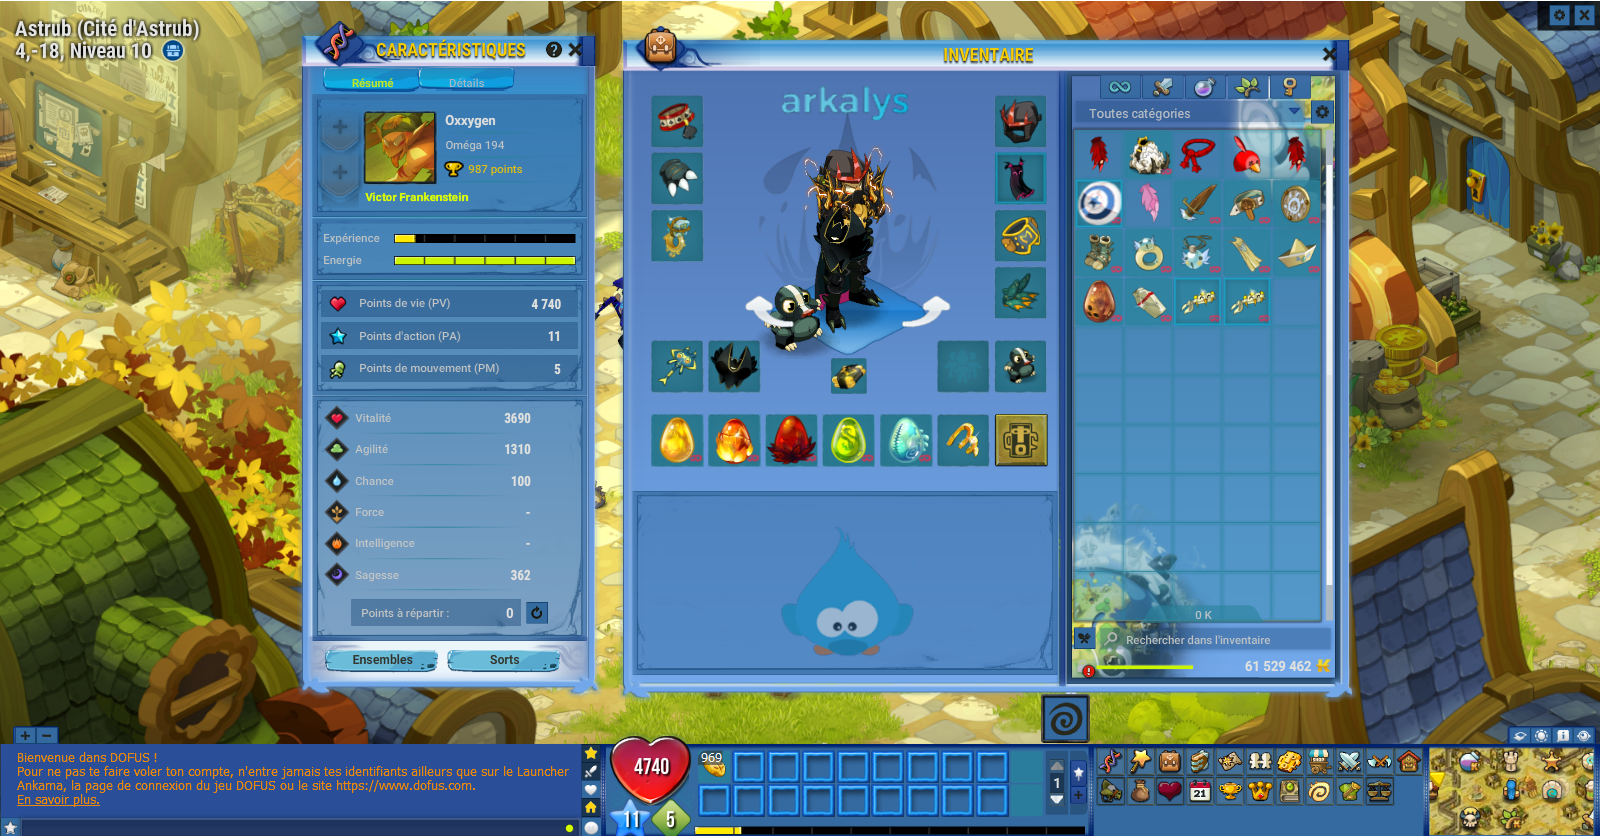 Astrub (Cité d'Astrub)
4,-18, Niveau 10
CARACTÉRISTIQUES
Résumé
Détails
Oxxygen
Oméga 194
987 points
Victor Frankenstein
Expérience
Energie
Points de vie (PV) 4 740
Points d'action (PA) 11
Points de mouvement (PM) 5
Vitalité 3690
Agilité 1310
Chance 100
Force -
Intelligence -
Sagesse 362
Points à répartir : 0
Ensembles
Sorts
INVENTAIRE
arkalys
Toutes catégories
0 K
Rechercher dans l'inventaire
61 529 462
Bienvenue dans DOFUS !
Pour ne pas te faire voler ton compte, n'entre jamais tes identifiants ailleurs que sur le Launcher
Ankama, la page de connexion du jeu DOFUS ou le site https://www.dofus.com.
En savoir plus.
4740
11
5
969
1
21